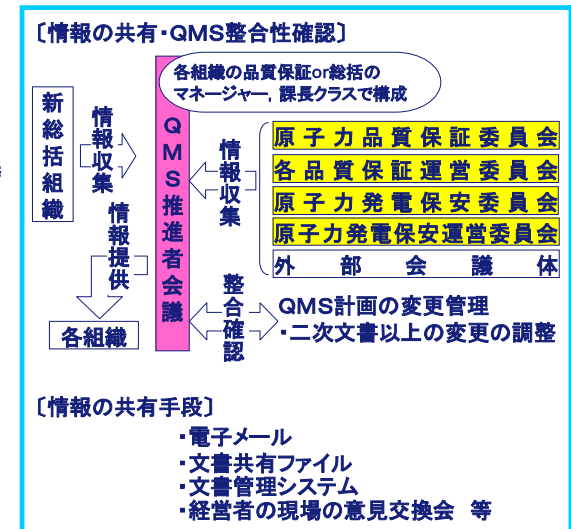 〔情報の共有・QMS整合性確認〕
各組織の品質保証or総括の
マネージャー，課長クラスで構成
新総括組織
情報収集
QMS推進者会議
情報収集
原子力品質保証委員会
各品質保証運営委員会
原子力発電保安委員会
原子力発電保安運営委員会
外部会議体
情報提供
各組織
整合確認
QMS計画の変更管理
・二次文書以上の変更の調整
〔情報の共有手段〕
・電子メール
・文書共有ファイル
・文書管理システム
・経営者の現場の意見交換会 等